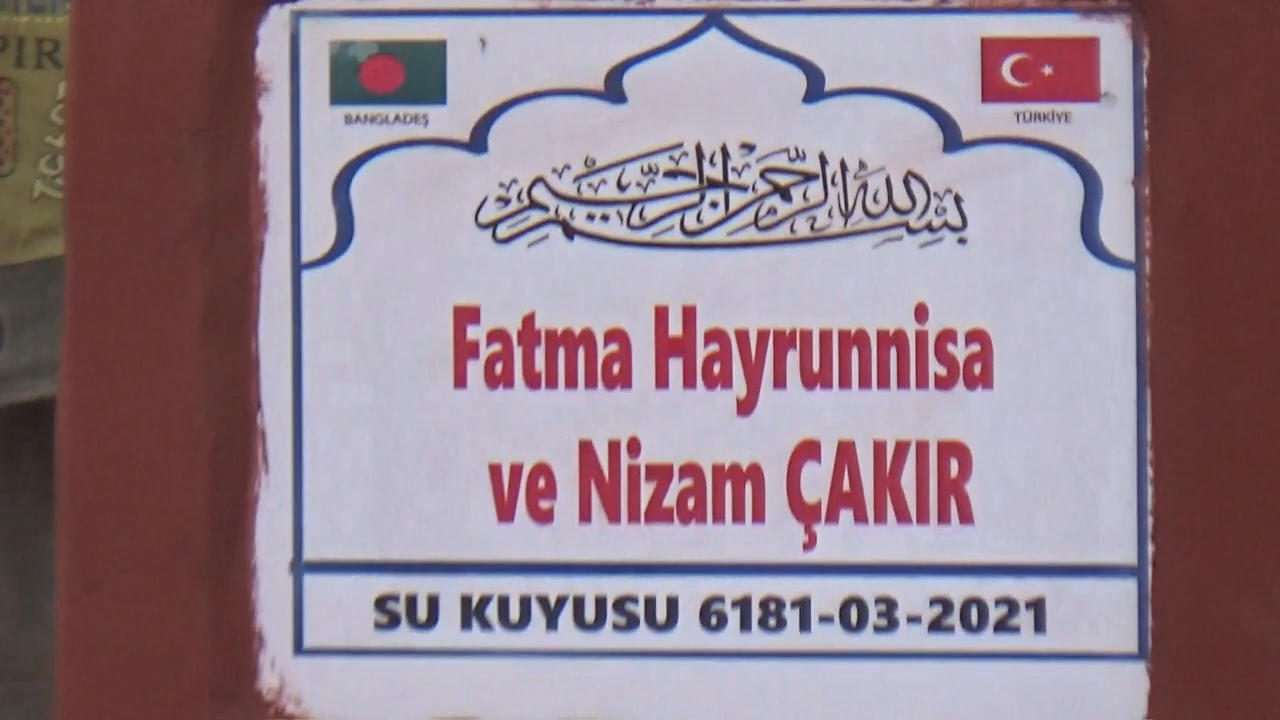 BANGLADEŞ
TÜRKİYE
بسم الله الرحمن الرحيم
Fatma Hayrunnisa
ve Nizam ÇAKIR
SU KUYUSU 6181-03-2021